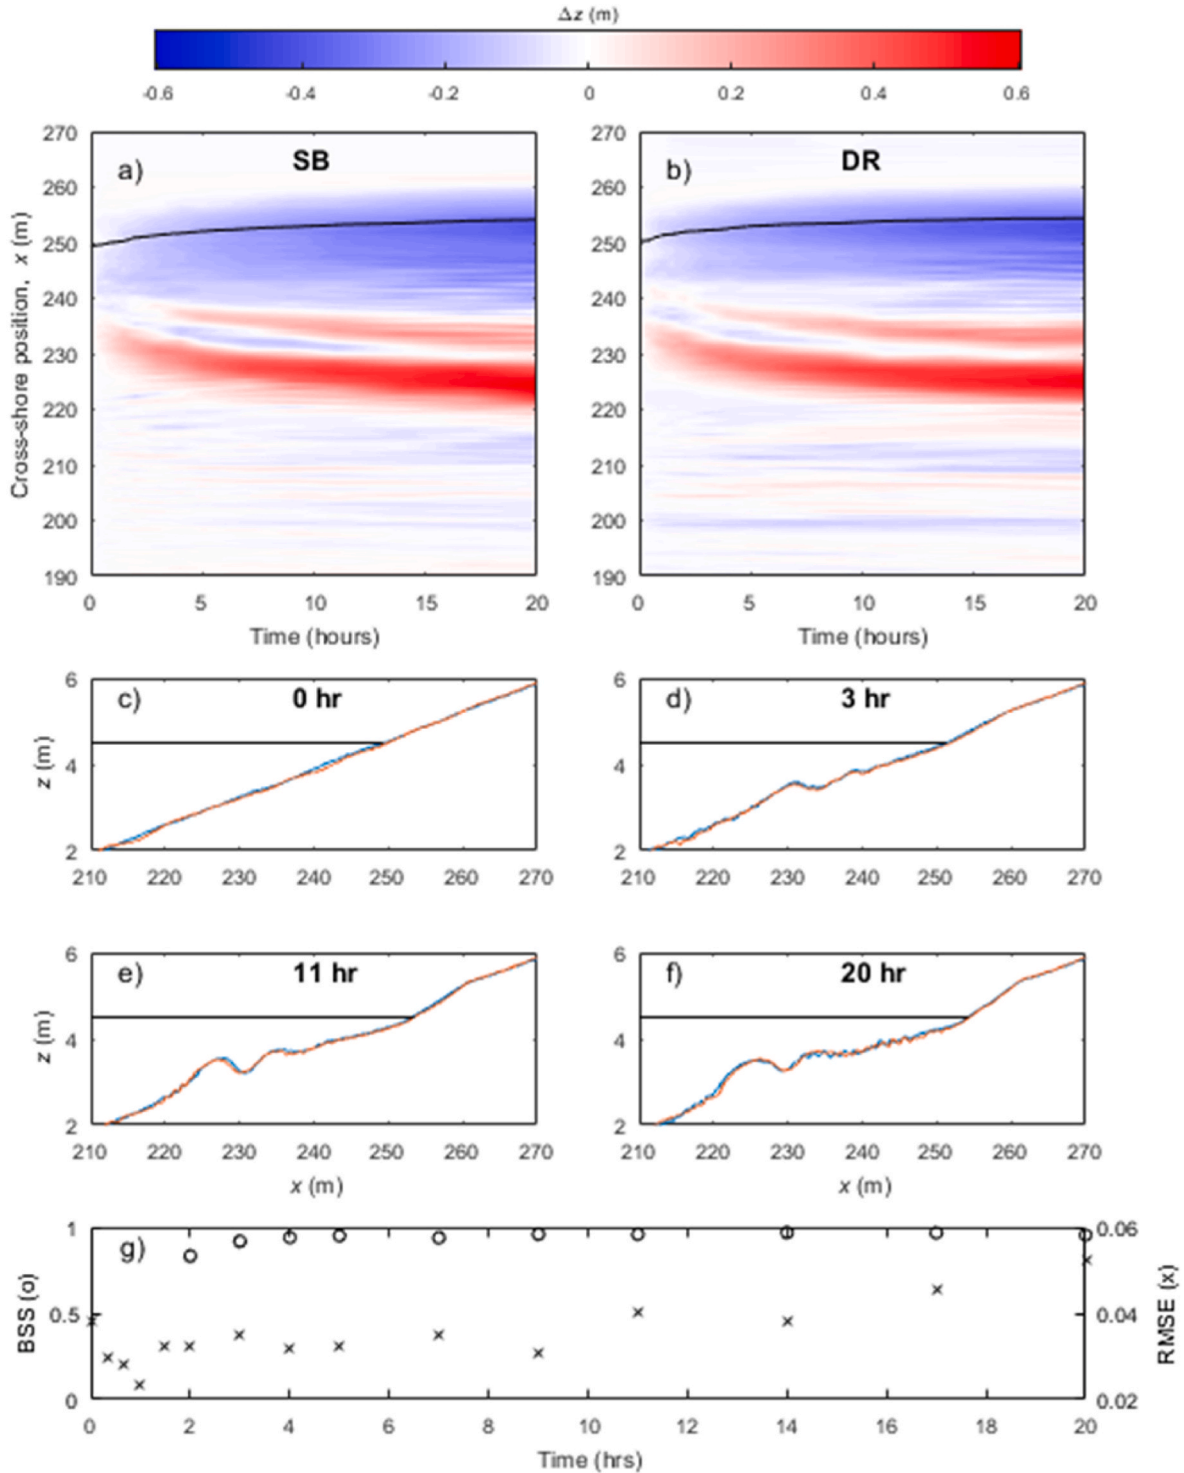 Δz (m)
-0.6 -0.4 -0.2 0 0.2 0.4 0.6
a) SB
b) DR
270 260 250 240 230 220 210 200 190
270 260 250 240 230 220 210 200 190
Cross-shore position, x (m)
0 5 10 15 20
0 5 10 15 20
Time (hours)
Time (hours)
c) 0 hr
d) 3 hr
6 4 2
6 4 2
z (m)
210 220 230 240 250 260 270
210 220 230 240 250 260 270
e) 11 hr
f) 20 hr
6 4 2
6 4 2
z (m)
210 220 230 240 250 260 270
210 220 230 240 250 260 270
x (m)
x (m)
g)
1 0.5 0
BSS (o)
0.06 0.04 0.02
RMSE (x)
0 2 4 6 8 10 12 14 16 18 20
Time (hrs)